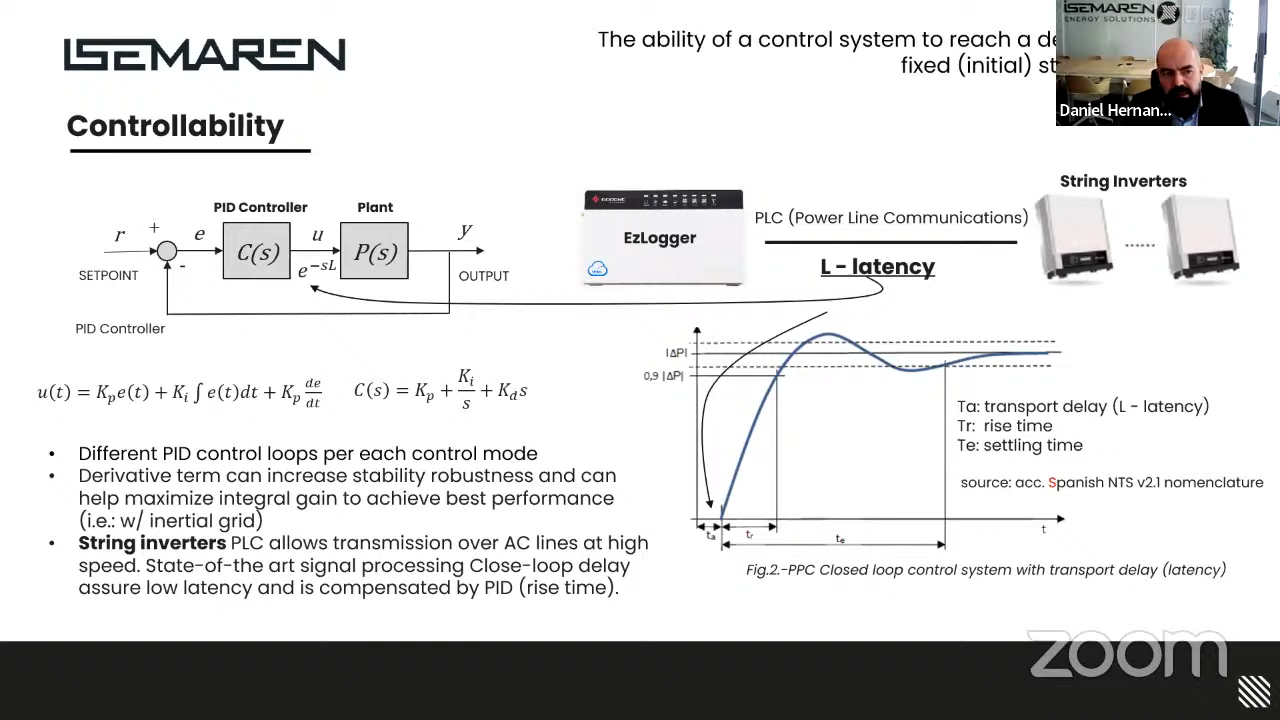 ISEMAREN
The ability of a control system to reach a
fixed (initial)
ISEMAREN
ENERGY SOLUTIONS
Daniel Hernan...
Controllability
String Inverters
PID Controller
Plant
r
+
e
C(s)
u
P(s)
y
-
e^{-sL}
SETPOINT
OUTPUT
PID Controller
GOODWE
EzLogger
PLC (Power Line Communications)
......
L - latency
u(t) = K_p e(t) + K_i ∫ e(t)dt + K_p \frac{de}{dt}
C(s) = K_p + \frac{K_i}{s} + K_d s
|ΔP|
0,9 |ΔP|
Ta: transport delay (L - latency)
Tr: rise time
Te: settling time
source: acc. Spanish NTS v2.1 nomenclature
t
ta
tr
te
Fig.2.-PPC Closed loop control system with transport delay (latency)
• Different PID control loops per each control mode
• Derivative term can increase stability robustness and can
help maximize integral gain to achieve best performance
(i.e.: w/ inertial grid)
• String inverters PLC allows transmission over AC lines at high
speed. State-of-the art signal processing Close-loop delay
assure low latency and is compensated by PID (rise time).
zoom